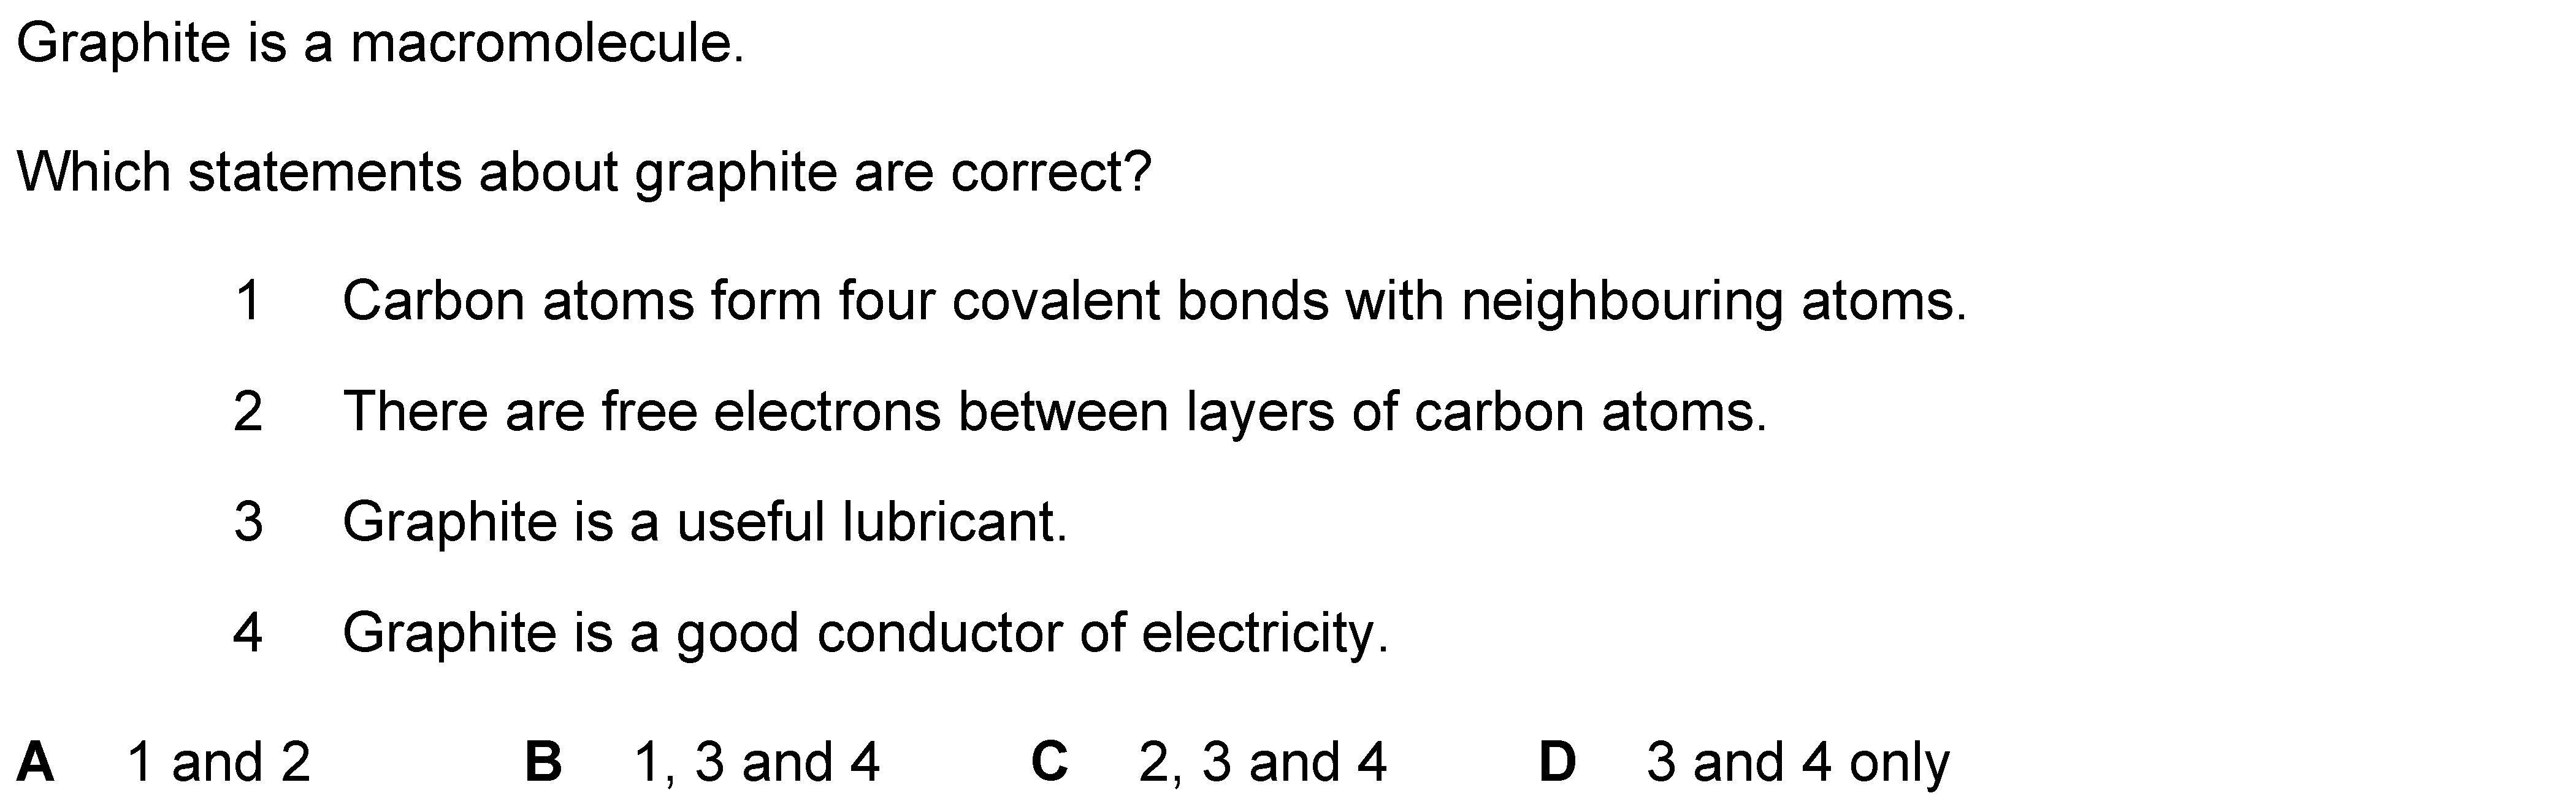 Graphite is a macromolecule.
Which statements about graphite are correct?
1 Carbon atoms form four covalent bonds with neighbouring atoms.
2 There are free electrons between layers of carbon atoms.
3 Graphite is a useful lubricant.
4 Graphite is a good conductor of electricity.
A 1 and 2 B 1, 3 and 4 C 2, 3 and 4 D 3 and 4 only